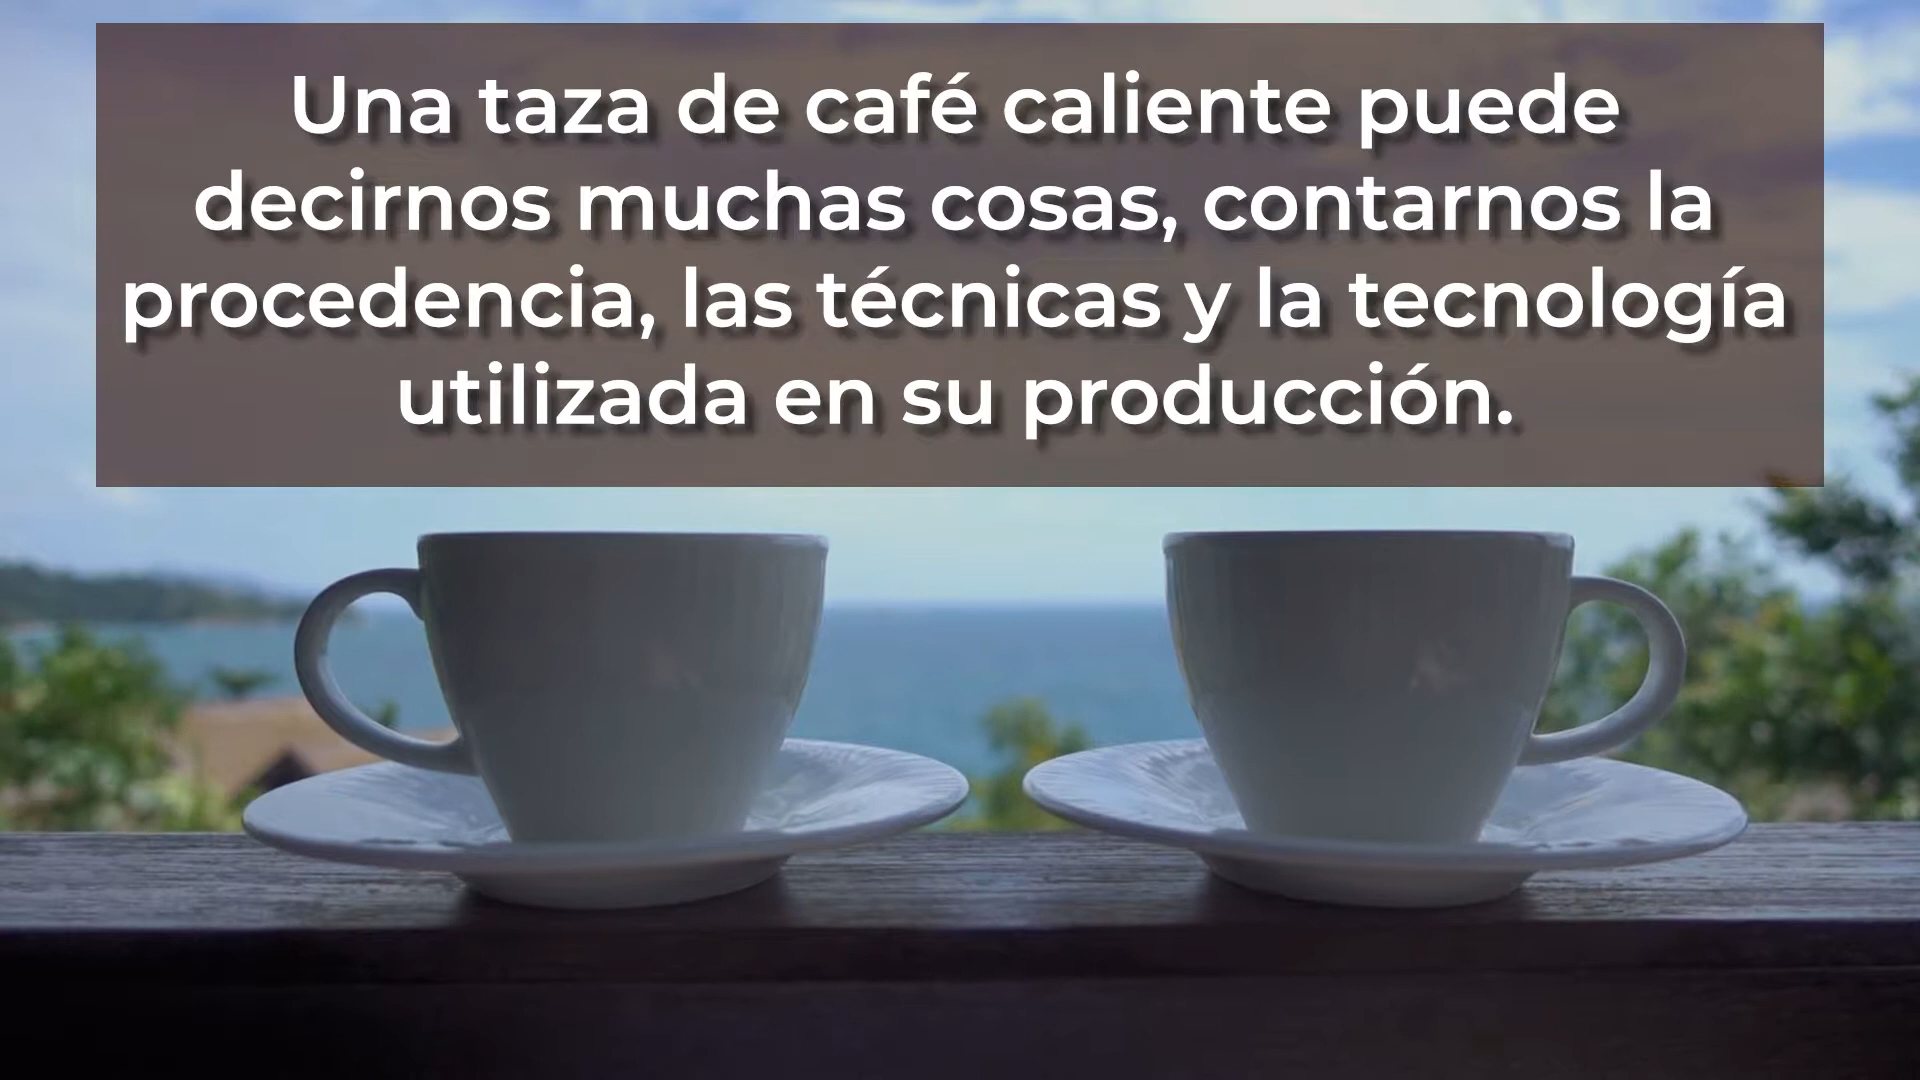 Una taza de café caliente puede
decirnos muchas cosas, contarnos la
procedencia, las técnicas y la tecnología
utilizada en su producción.